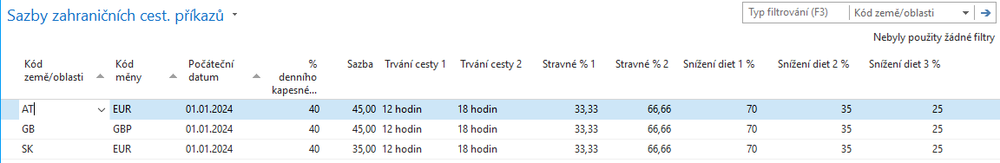 Sazby zahraničních cest. příkazů
Typ filtrování (F3) Kód země/oblasti
Nebyly použity žádné filtry
Kód země/oblasti Kód měny Počáteční datum % denního kapesné... Sazba Trvání cesty 1 Trvání cesty 2 Stravné % 1 Stravné % 2 Snížení diet 1 % Snížení diet 2 % Snížení diet 3 %
AT EUR 01.01.2024 40 45,00 12 hodin 18 hodin 33,33 66,66 70 35 25
GB GBP 01.01.2024 40 45,00 12 hodin 18 hodin 33,33 66,66 70 35 25
SK EUR 01.01.2024 40 35,00 12 hodin 18 hodin 33,33 66,66 70 35 25